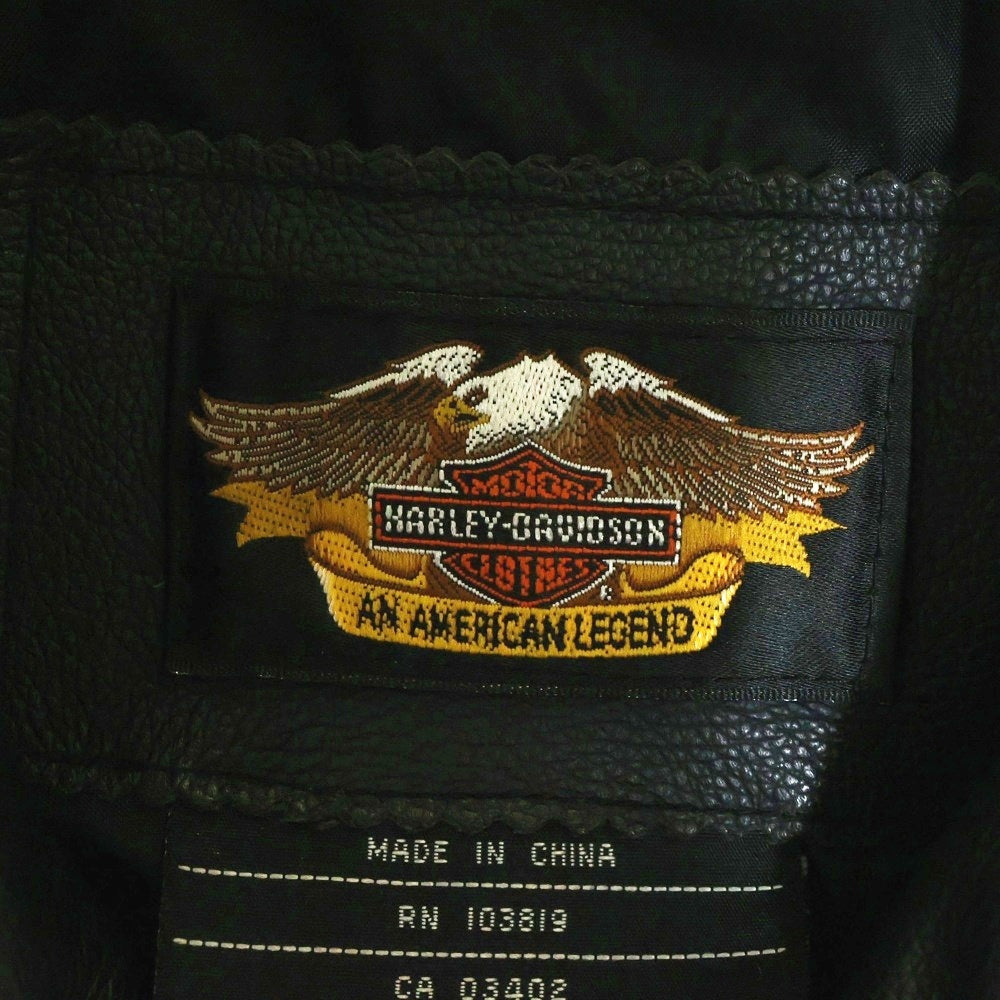 MOTOR
HARLEY-DAVIDSON
CLOTHES
®
AN AMERICAN LEGEND
MADE IN CHINA
RN 103819
CA 03402